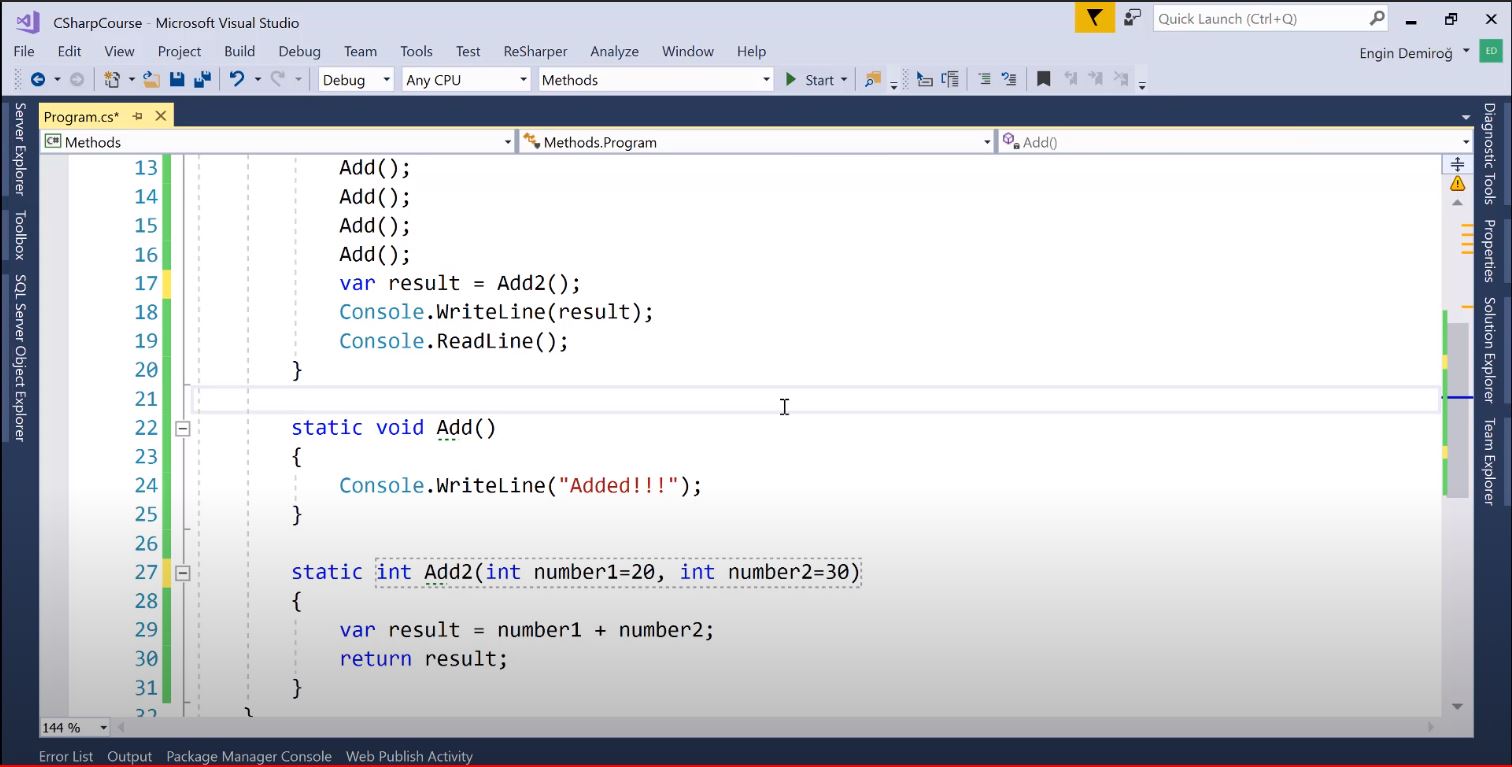 CSharpCourse - Microsoft Visual Studio
Quick Launch (Ctrl+Q)
File Edit View Project Build Debug Team Tools Test ReSharper Analyze Window Help
Engin Demiroğ
ED
Debug Any CPU Methods Start
Server Explorer
Toolbox
SQL Server Object Explorer
Program.cs*
C# Methods Methods.Program Add()
13 Add();
14 Add();
15 Add();
16 Add();
17 var result = Add2();
18 Console.WriteLine(result);
19 Console.ReadLine();
20 }
21
22 static void Add()
23 {
24 Console.WriteLine("Added!!!");
25 }
26
27 static int Add2(int number1=20, int number2=30)
28 {
29 var result = number1 + number2;
30 return result;
31 }
32 }
144 %
Diagnostic Tools
Properties
Solution Explorer
Team Explorer
Error List Output Package Manager Console Web Publish Activity